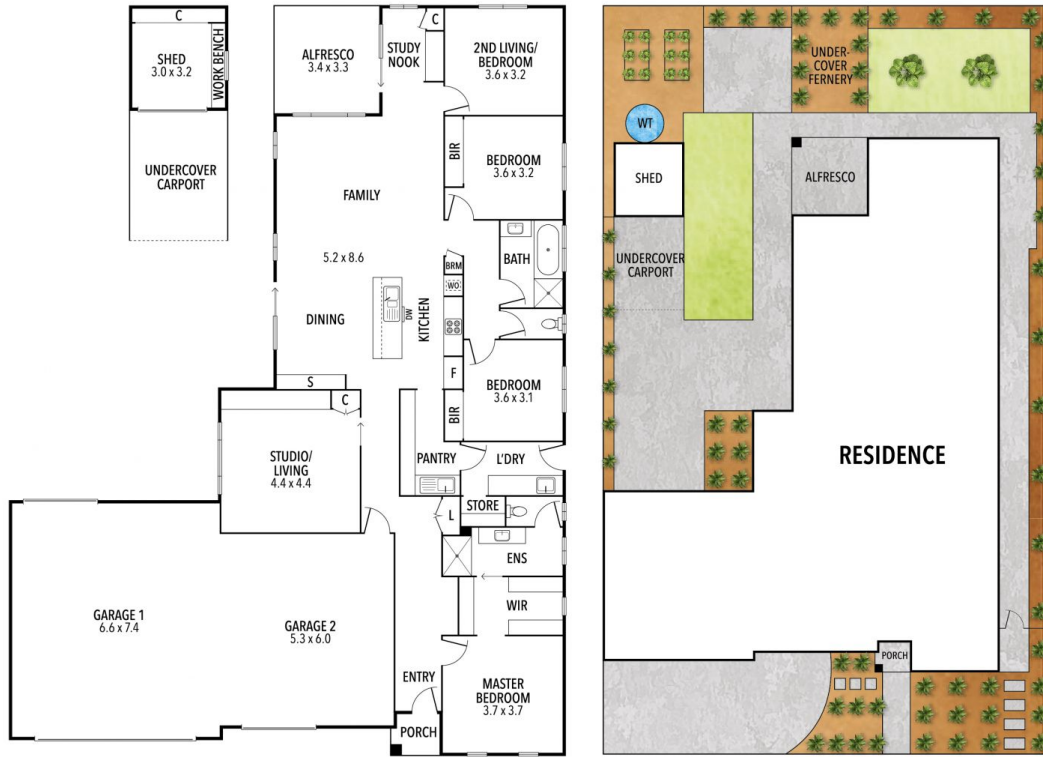 C
SHED
3.0 x 3.2
WORK BENCH
UNDERCOVER
CARPORT
ALFRESCO
3.4 x 3.3
STUDY
NOOK
C
2ND LIVING/
BEDROOM
3.6 x 3.2
BIR
BEDROOM
3.6 x 3.2
FAMILY
5.2 x 8.6
BATH
BRM
WO
DW
KITCHEN
DINING
F
BEDROOM
3.6 x 3.1
BIR
S
C
STUDIO/
LIVING
4.4 x 4.4
PANTRY
L'DRY
STORE
L
ENS
WIR
GARAGE 1
6.6 x 7.4
GARAGE 2
5.3 x 6.0
ENTRY
MASTER
BEDROOM
3.7 x 3.7
PORCH
UNDER-
COVER
FERNERY
WT
SHED
ALFRESCO
UNDERCOVER
CARPORT
RESIDENCE
PORCH